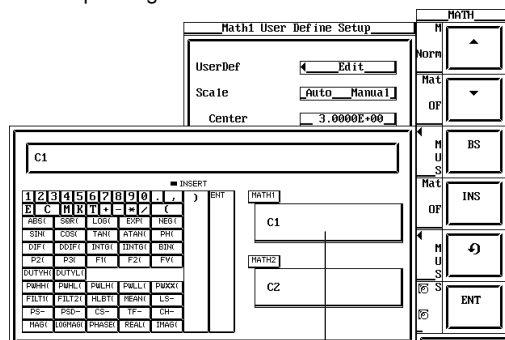 MATH
Math1 User Define Setup
M
Norm
UserDef
Edit
Mat
OF
Scale
Auto Manual
Center
3.0000E+00
M
U
S
BS
C1
INSERT
1 2 3 4 5 6 7 8 9 0 . , ) ENT
E C M K T + - * / (
ABS( SQR( LOG( EXP( NEG(
SIN( COS( TAN( ATAN( PH(
DIF( DDIF( INTG( IINTG( BIN(
P2( P3( F1( F2( FV(
DUTYH( DUTYL(
PWHH( PWHL( PWLH( PWLL( PWXX(
FILT1( FILT2( HLBT( MEAN( LS-
PS- PSD- CS- TF- CH-
MAG( LOGMAG( PHASE( REAL( IMAG(
MATH1
C1
MATH2
C2
Mat
OF
INS
M
U
S
S
ENT